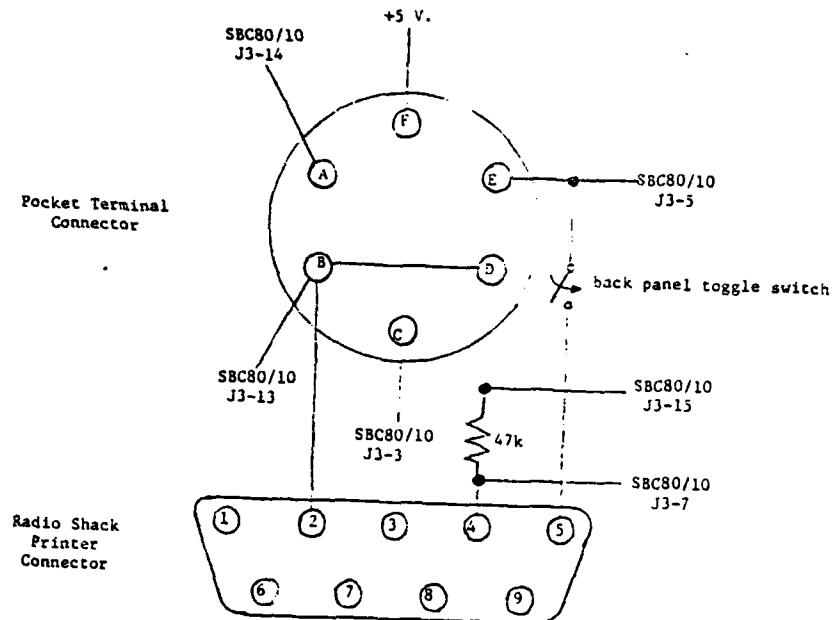 +5 V.
SBC80/10
J3-14
F
A
E
SBC80/10
J3-5
Pocket Terminal
Connector
B
D
back panel toggle switch
C
SBC80/10
J3-13
SBC80/10
J3-15
SBC80/10
J3-3
47k
SBC80/10
J3-7
Radio Shack
Printer
Connector
1
2
3
4
5
6
7
8
9